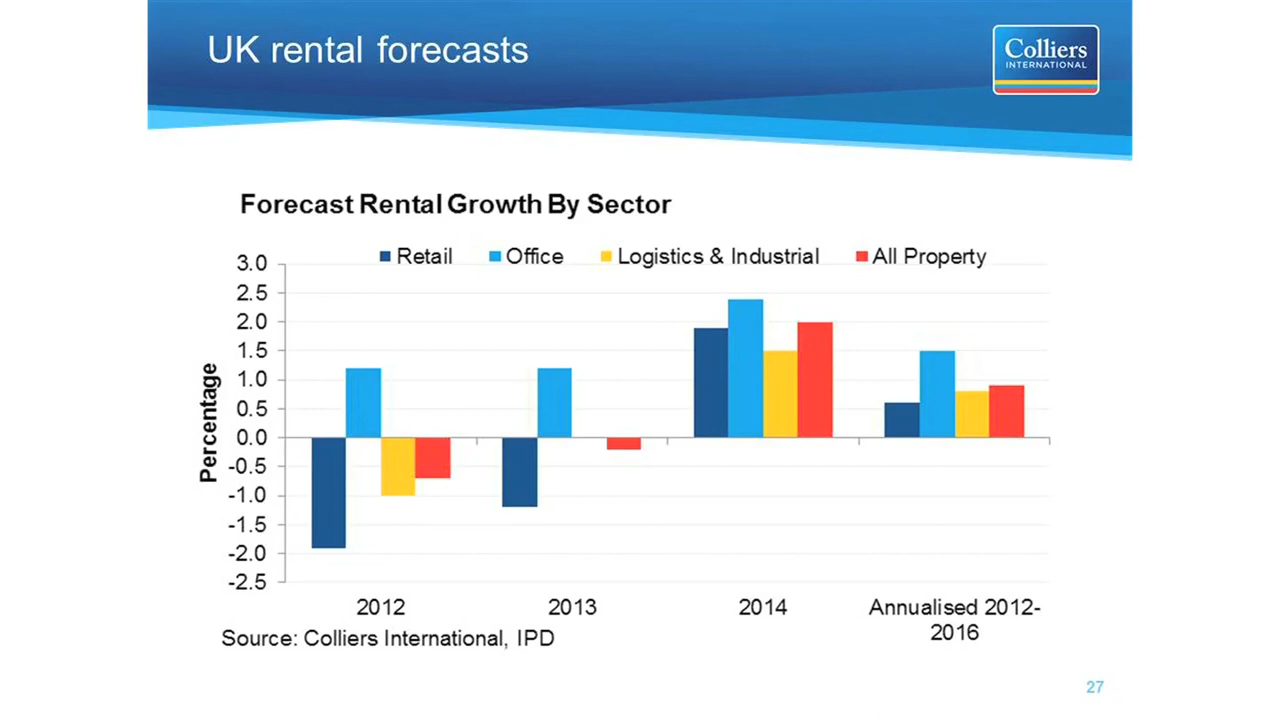 UK rental forecasts
Colliers
INTERNATIONAL
Forecast Rental Growth By Sector
Retail Office Logistics & Industrial All Property
3.0
2.5
2.0
1.5
1.0
0.5
0.0
-0.5
-1.0
-1.5
-2.0
-2.5
Percentage
2012 2013 2014 Annualised 2012-
2016
Source: Colliers International, IPD
27